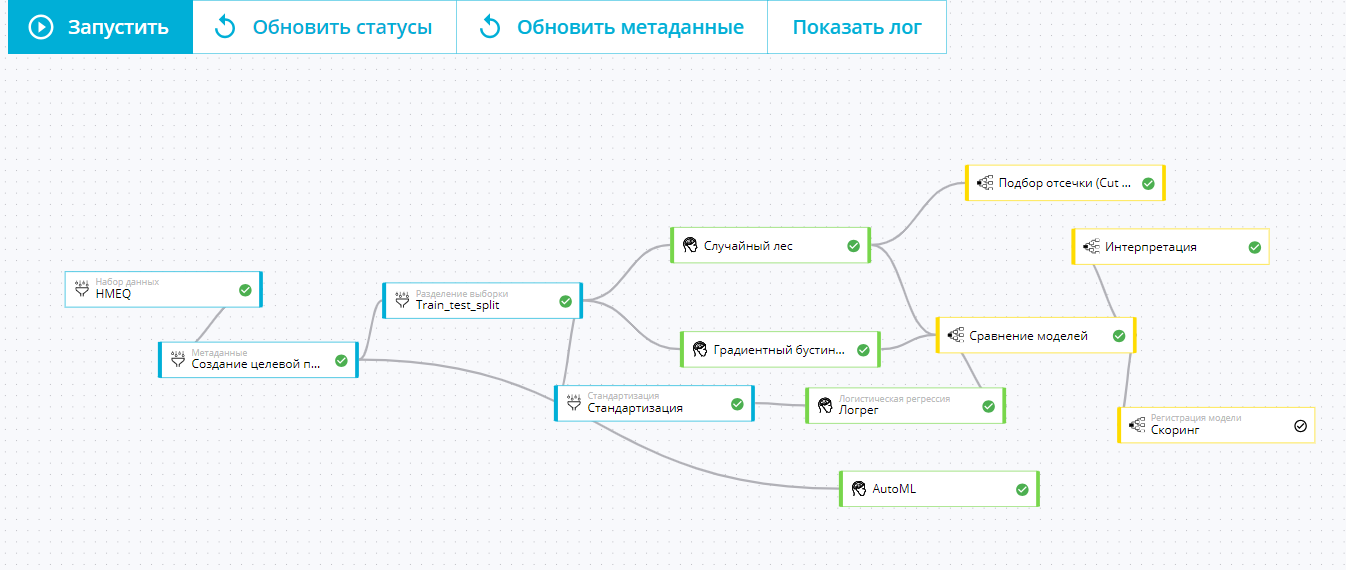 Запустить
Обновить статусы
Обновить метаданные
Показать лог
Подбор отсечки (Cut ...
Случайный лес
Интерпретация
Набор данных
HMEQ
Разделение выборки
Train_test_split
Сравнение моделей
Градиентный бустин...
Метаданные
Создание целевой п...
Стандартизация
Стандартизация
Логистическая регрессия
Логрег
Регистрация модели
Скоринг
AutoML